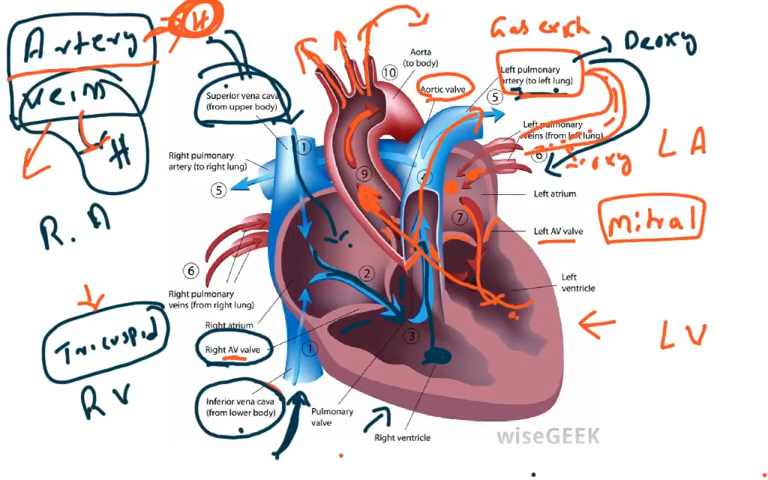 Artery
H
Veins
H
R.A
Tricuspid
RV
Gas exch
Deoxy
LA
Mitral
LV
Superior vena cava
(from upper body)
Right pulmonary
artery (to right lung)
Right pulmonary
veins (from right lung)
Right atrium
Right AV valve
Inferior vena cava
(from lower body)
Pulmonary
valve
Right ventricle
Aorta
(to body)
Aortic valve
Left pulmonary
artery (to left lung)
Left pulmonary
veins (from left lung)
Left atrium
Left AV valve
Left
ventricle
1
5
6
2
1
3
9
10
4
5
6
7
wiseGEEK